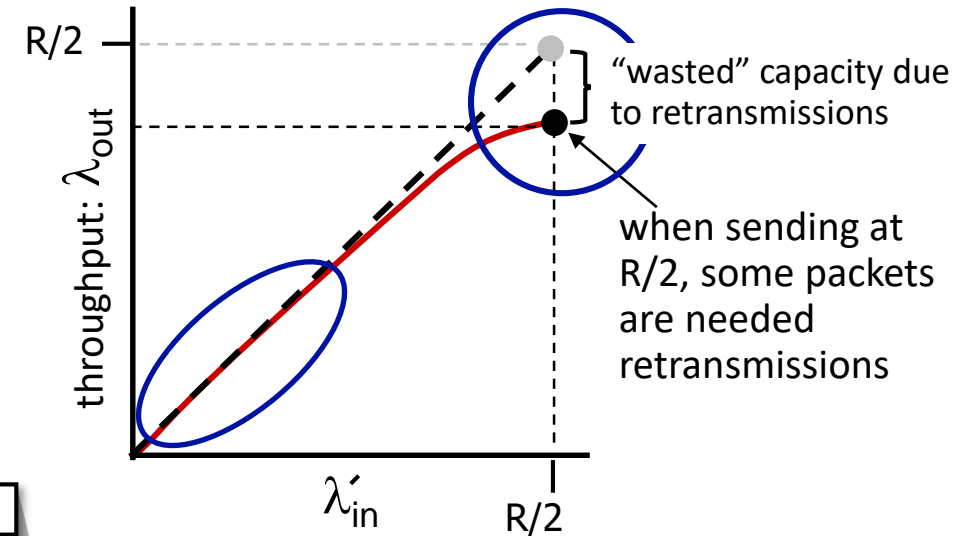 R/2
"wasted" capacity due
to retransmissions
throughput: λout
when sending at
R/2, some packets
are needed
retransmissions
λ´in
R/2